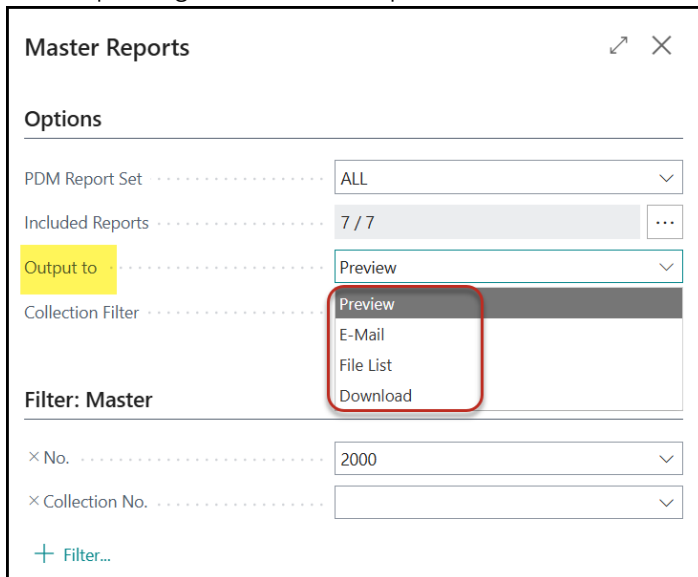 Master Reports
Options
PDM Report Set ALL
Included Reports 7 / 7 ...
Output to Preview
Collection Filter Preview
E-Mail
File List
Download
Filter: Master
× No. 2000
× Collection No.
+ Filter...